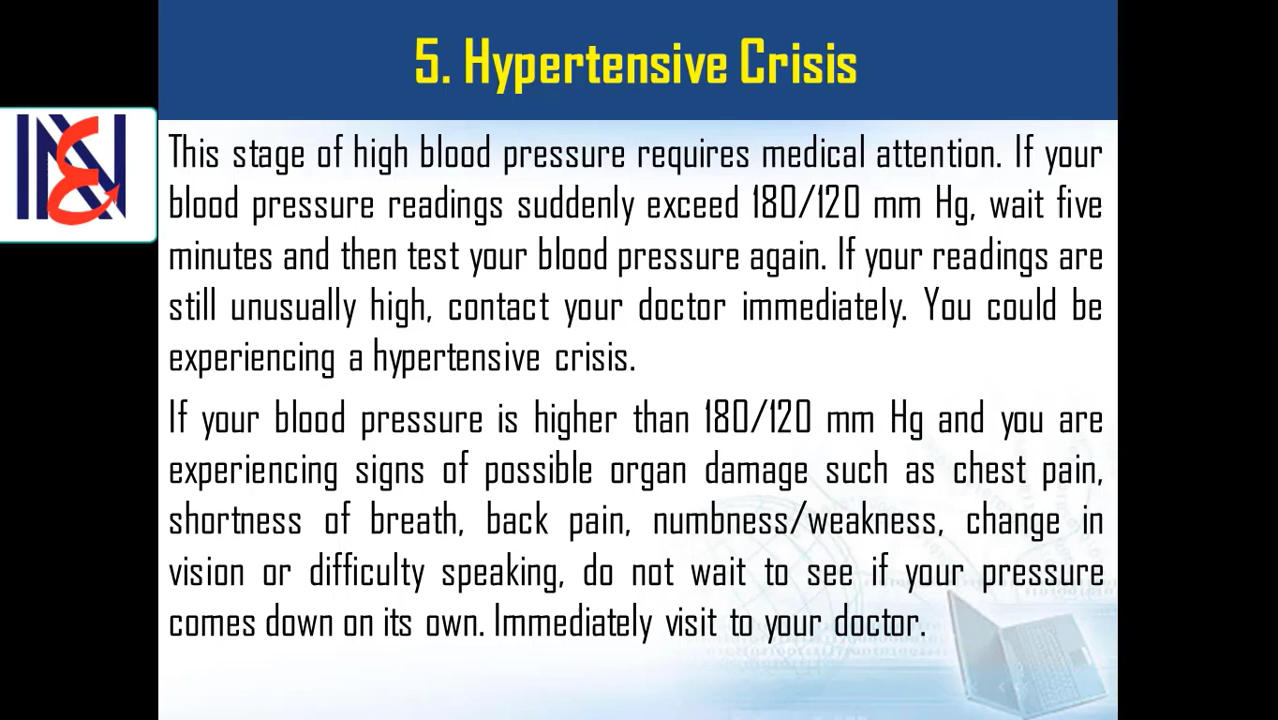 5. Hypertensive Crisis
This stage of high blood pressure requires medical attention. If your
blood pressure readings suddenly exceed 180/120 mm Hg, wait five
minutes and then test your blood pressure again. If your readings are
still unusually high, contact your doctor immediately. You could be
experiencing a hypertensive crisis.
If your blood pressure is higher than 180/120 mm Hg and you are
experiencing signs of possible organ damage such as chest pain,
shortness of breath, back pain, numbness/weakness, change in
vision or difficulty speaking, do not wait to see if your pressure
comes down on its own. Immediately visit to your doctor.